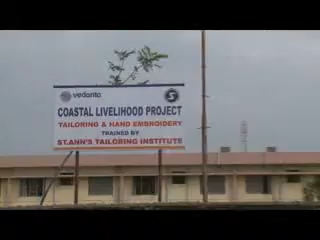 vedanta
COASTAL LIVELIHOOD PROJECT
TAILORING & HAND EMBROIDERY
TRAINED BY
ST.ANN'S TAILORING INSTITUTE